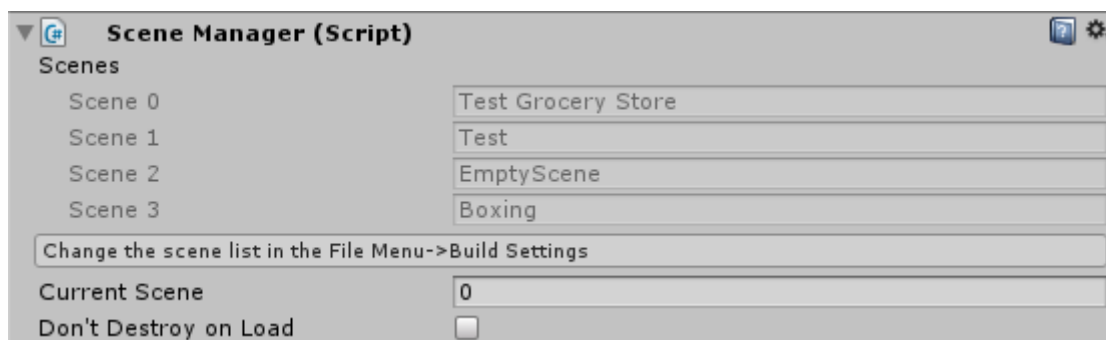 Scene Manager (Script)
Scenes
Scene 0 Test Grocery Store
Scene 1 Test
Scene 2 EmptyScene
Scene 3 Boxing
Change the scene list in the File Menu->Build Settings
Current Scene 0
Don't Destroy on Load